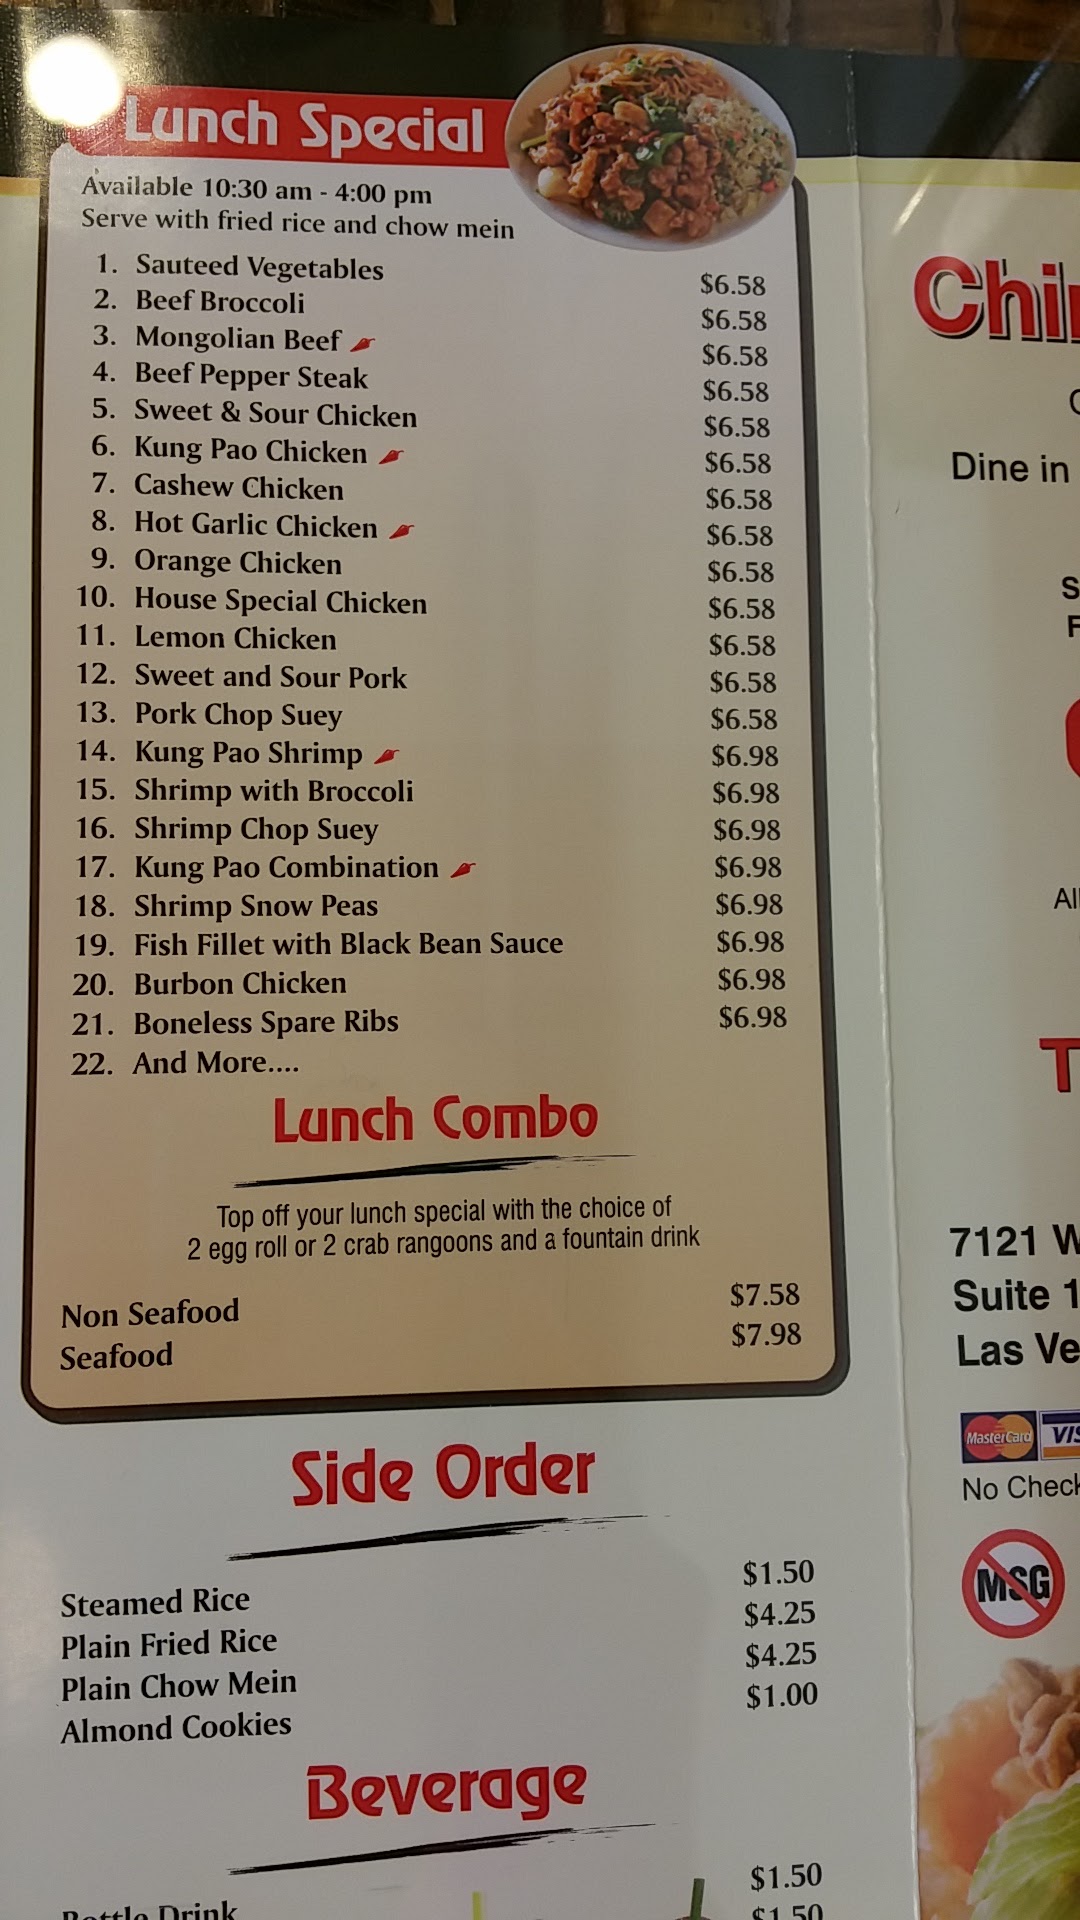 Lunch Special
Available 10:30 am - 4:00 pm
Serve with fried rice and chow mein
1. Sauteed Vegetables $6.58
2. Beef Broccoli $6.58
3. Mongolian Beef $6.58
4. Beef Pepper Steak $6.58
5. Sweet & Sour Chicken $6.58
6. Kung Pao Chicken $6.58
7. Cashew Chicken $6.58
8. Hot Garlic Chicken $6.58
9. Orange Chicken $6.58
10. House Special Chicken $6.58
11. Lemon Chicken $6.58
12. Sweet and Sour Pork $6.58
13. Pork Chop Suey $6.58
14. Kung Pao Shrimp $6.98
15. Shrimp with Broccoli $6.98
16. Shrimp Chop Suey $6.98
17. Kung Pao Combination $6.98
18. Shrimp Snow Peas $6.98
19. Fish Fillet with Black Bean Sauce $6.98
20. Burbon Chicken $6.98
21. Boneless Spare Ribs $6.98
22. And More....
Lunch Combo
Top off your lunch special with the choice of
2 egg roll or 2 crab rangoons and a fountain drink
Non Seafood $7.58
Seafood $7.98
Side Order
Steamed Rice $1.50
Plain Fried Rice $4.25
Plain Chow Mein $4.25
Almond Cookies $1.00
Beverage
Bottle Drink $1.50
$1.50
Chi
Dine in
All
7121 W
Suite 1
Las Ve
MasterCard VIS
No Check
MSG